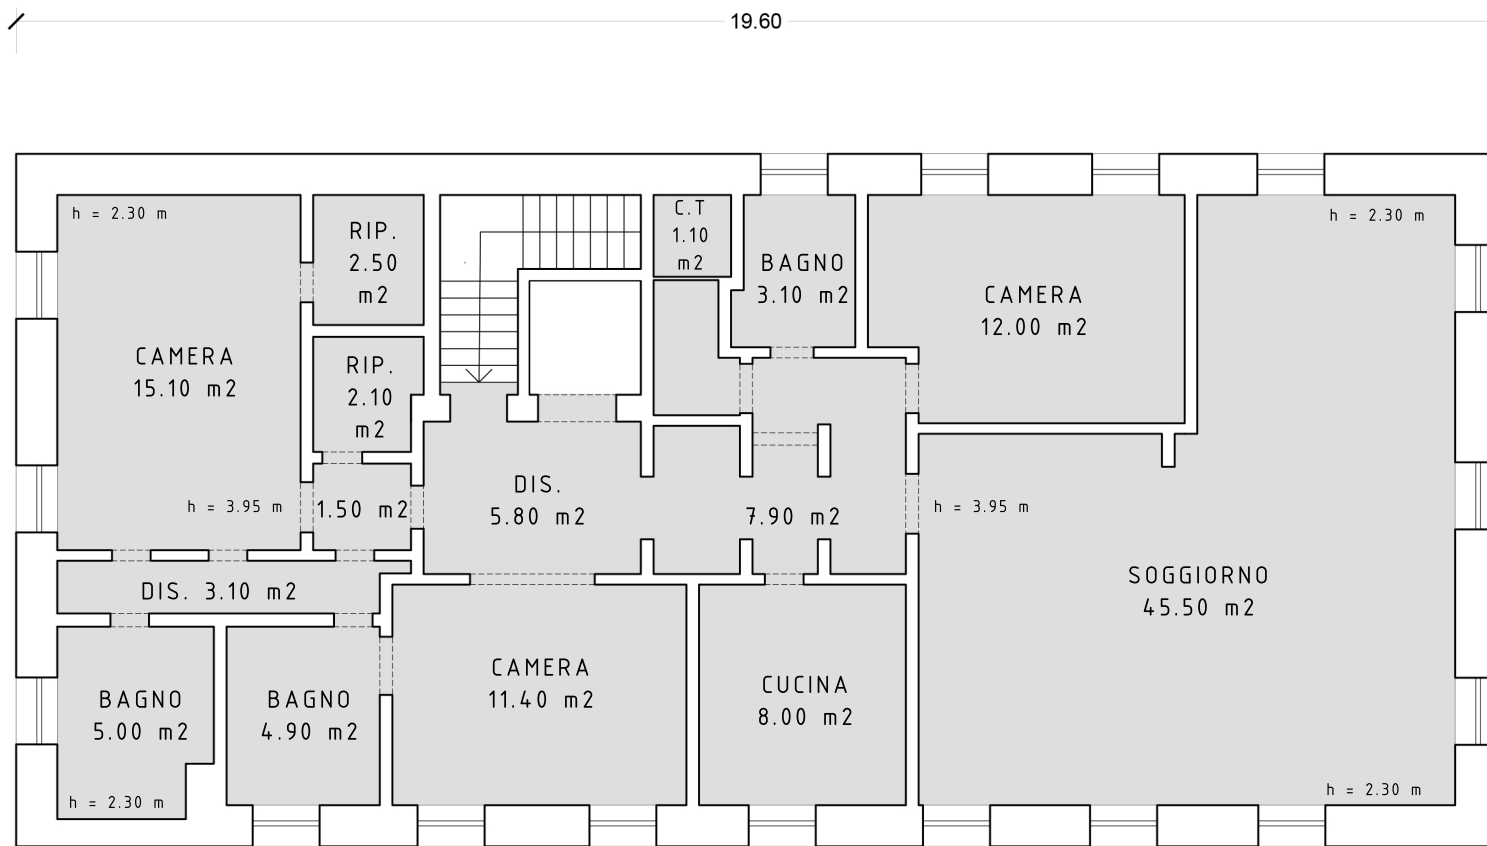 19.60
h = 2.30 m
RIP.
2.50
m2
C.T
1.10
m2
BAGNO
3.10 m2
CAMERA
12.00 m2
h = 2.30 m
CAMERA
15.10 m2
RIP.
2.10
m2
h = 3.95 m
1.50 m2
DIS.
5.80 m2
7.90 m2
h = 3.95 m
DIS. 3.10 m2
SOGGIORNO
45.50 m2
BAGNO
5.00 m2
BAGNO
4.90 m2
CAMERA
11.40 m2
CUCINA
8.00 m2
h = 2.30 m
h = 2.30 m